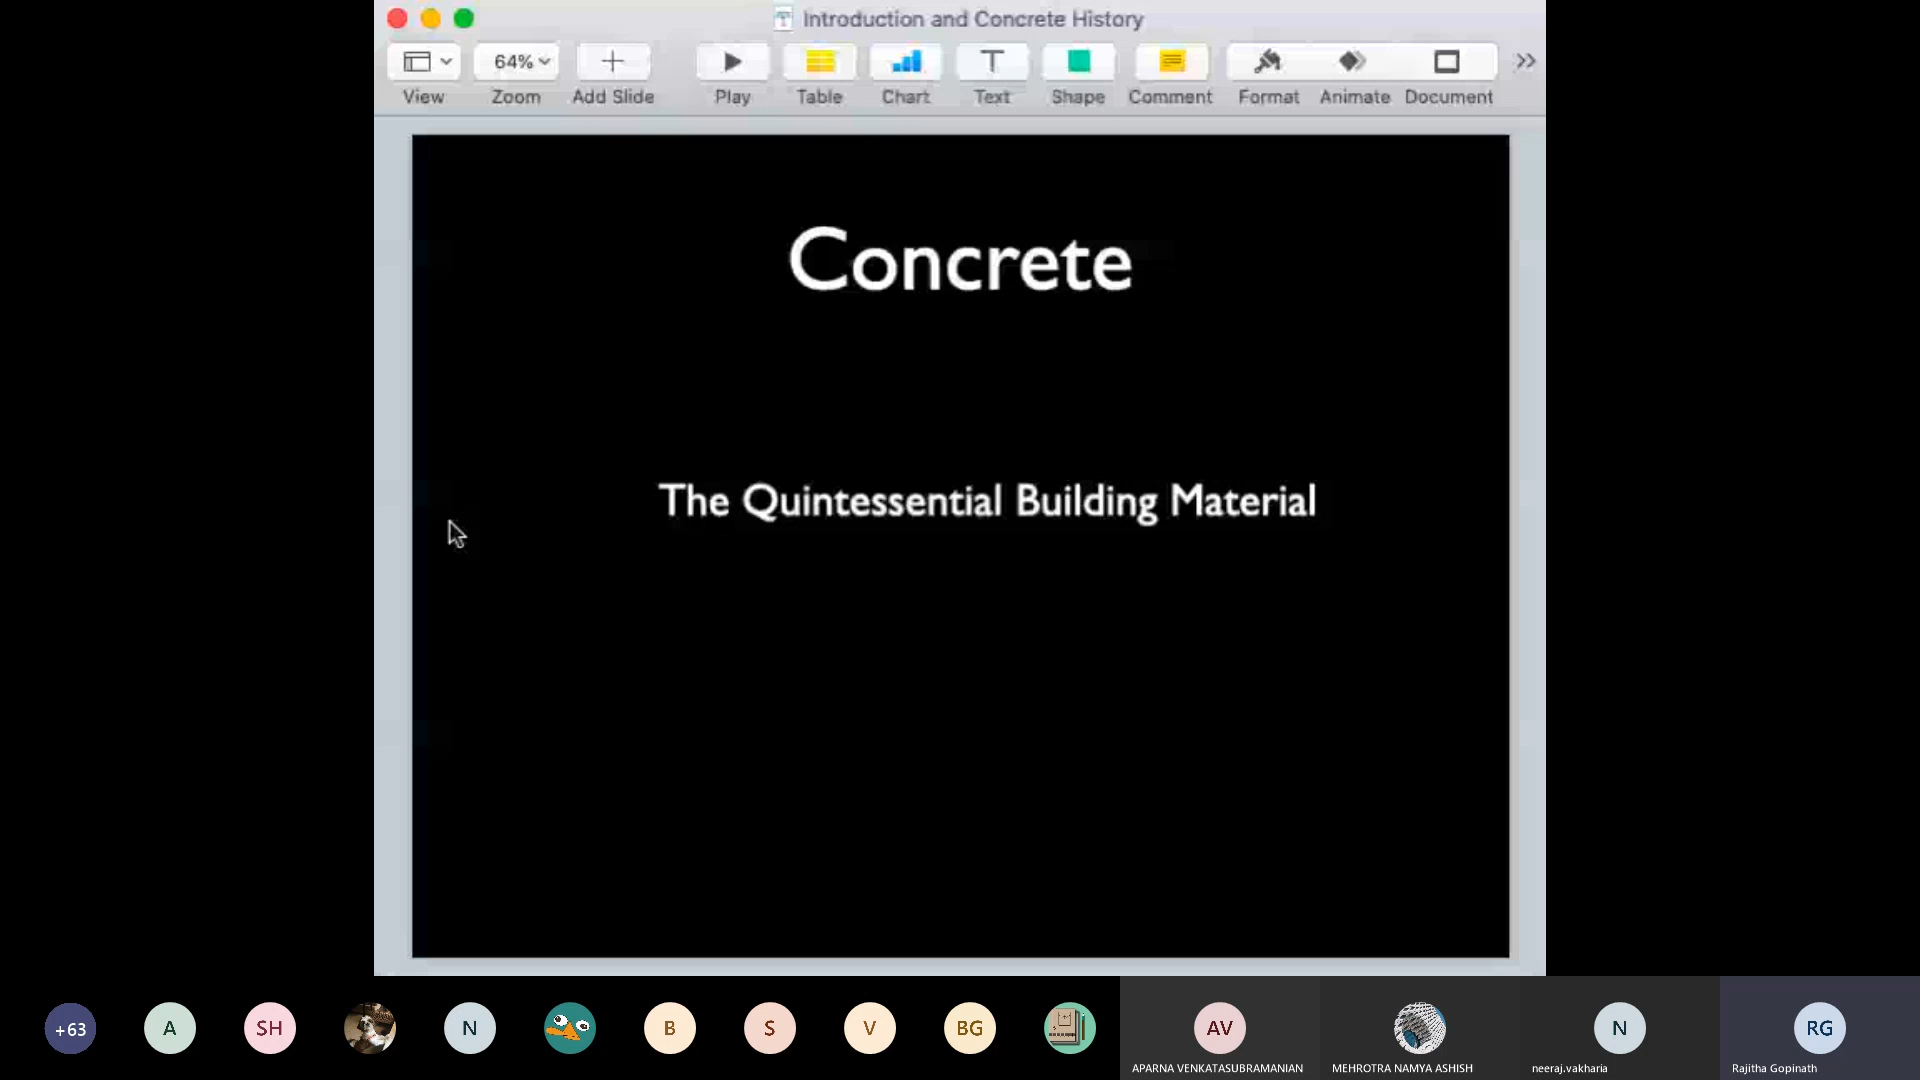 Introduction and Concrete History
64%
View Zoom Add Slide Play Table Chart Text Shape Comment Format Animate Document
Concrete
The Quintessential Building Material
+63 A SH N B S V BG AV N RG
APARNA VENKATASUBRAMANIAN MEHROTRA NAMYA ASHISH neeraj.vakharia Rajitha Gopinath